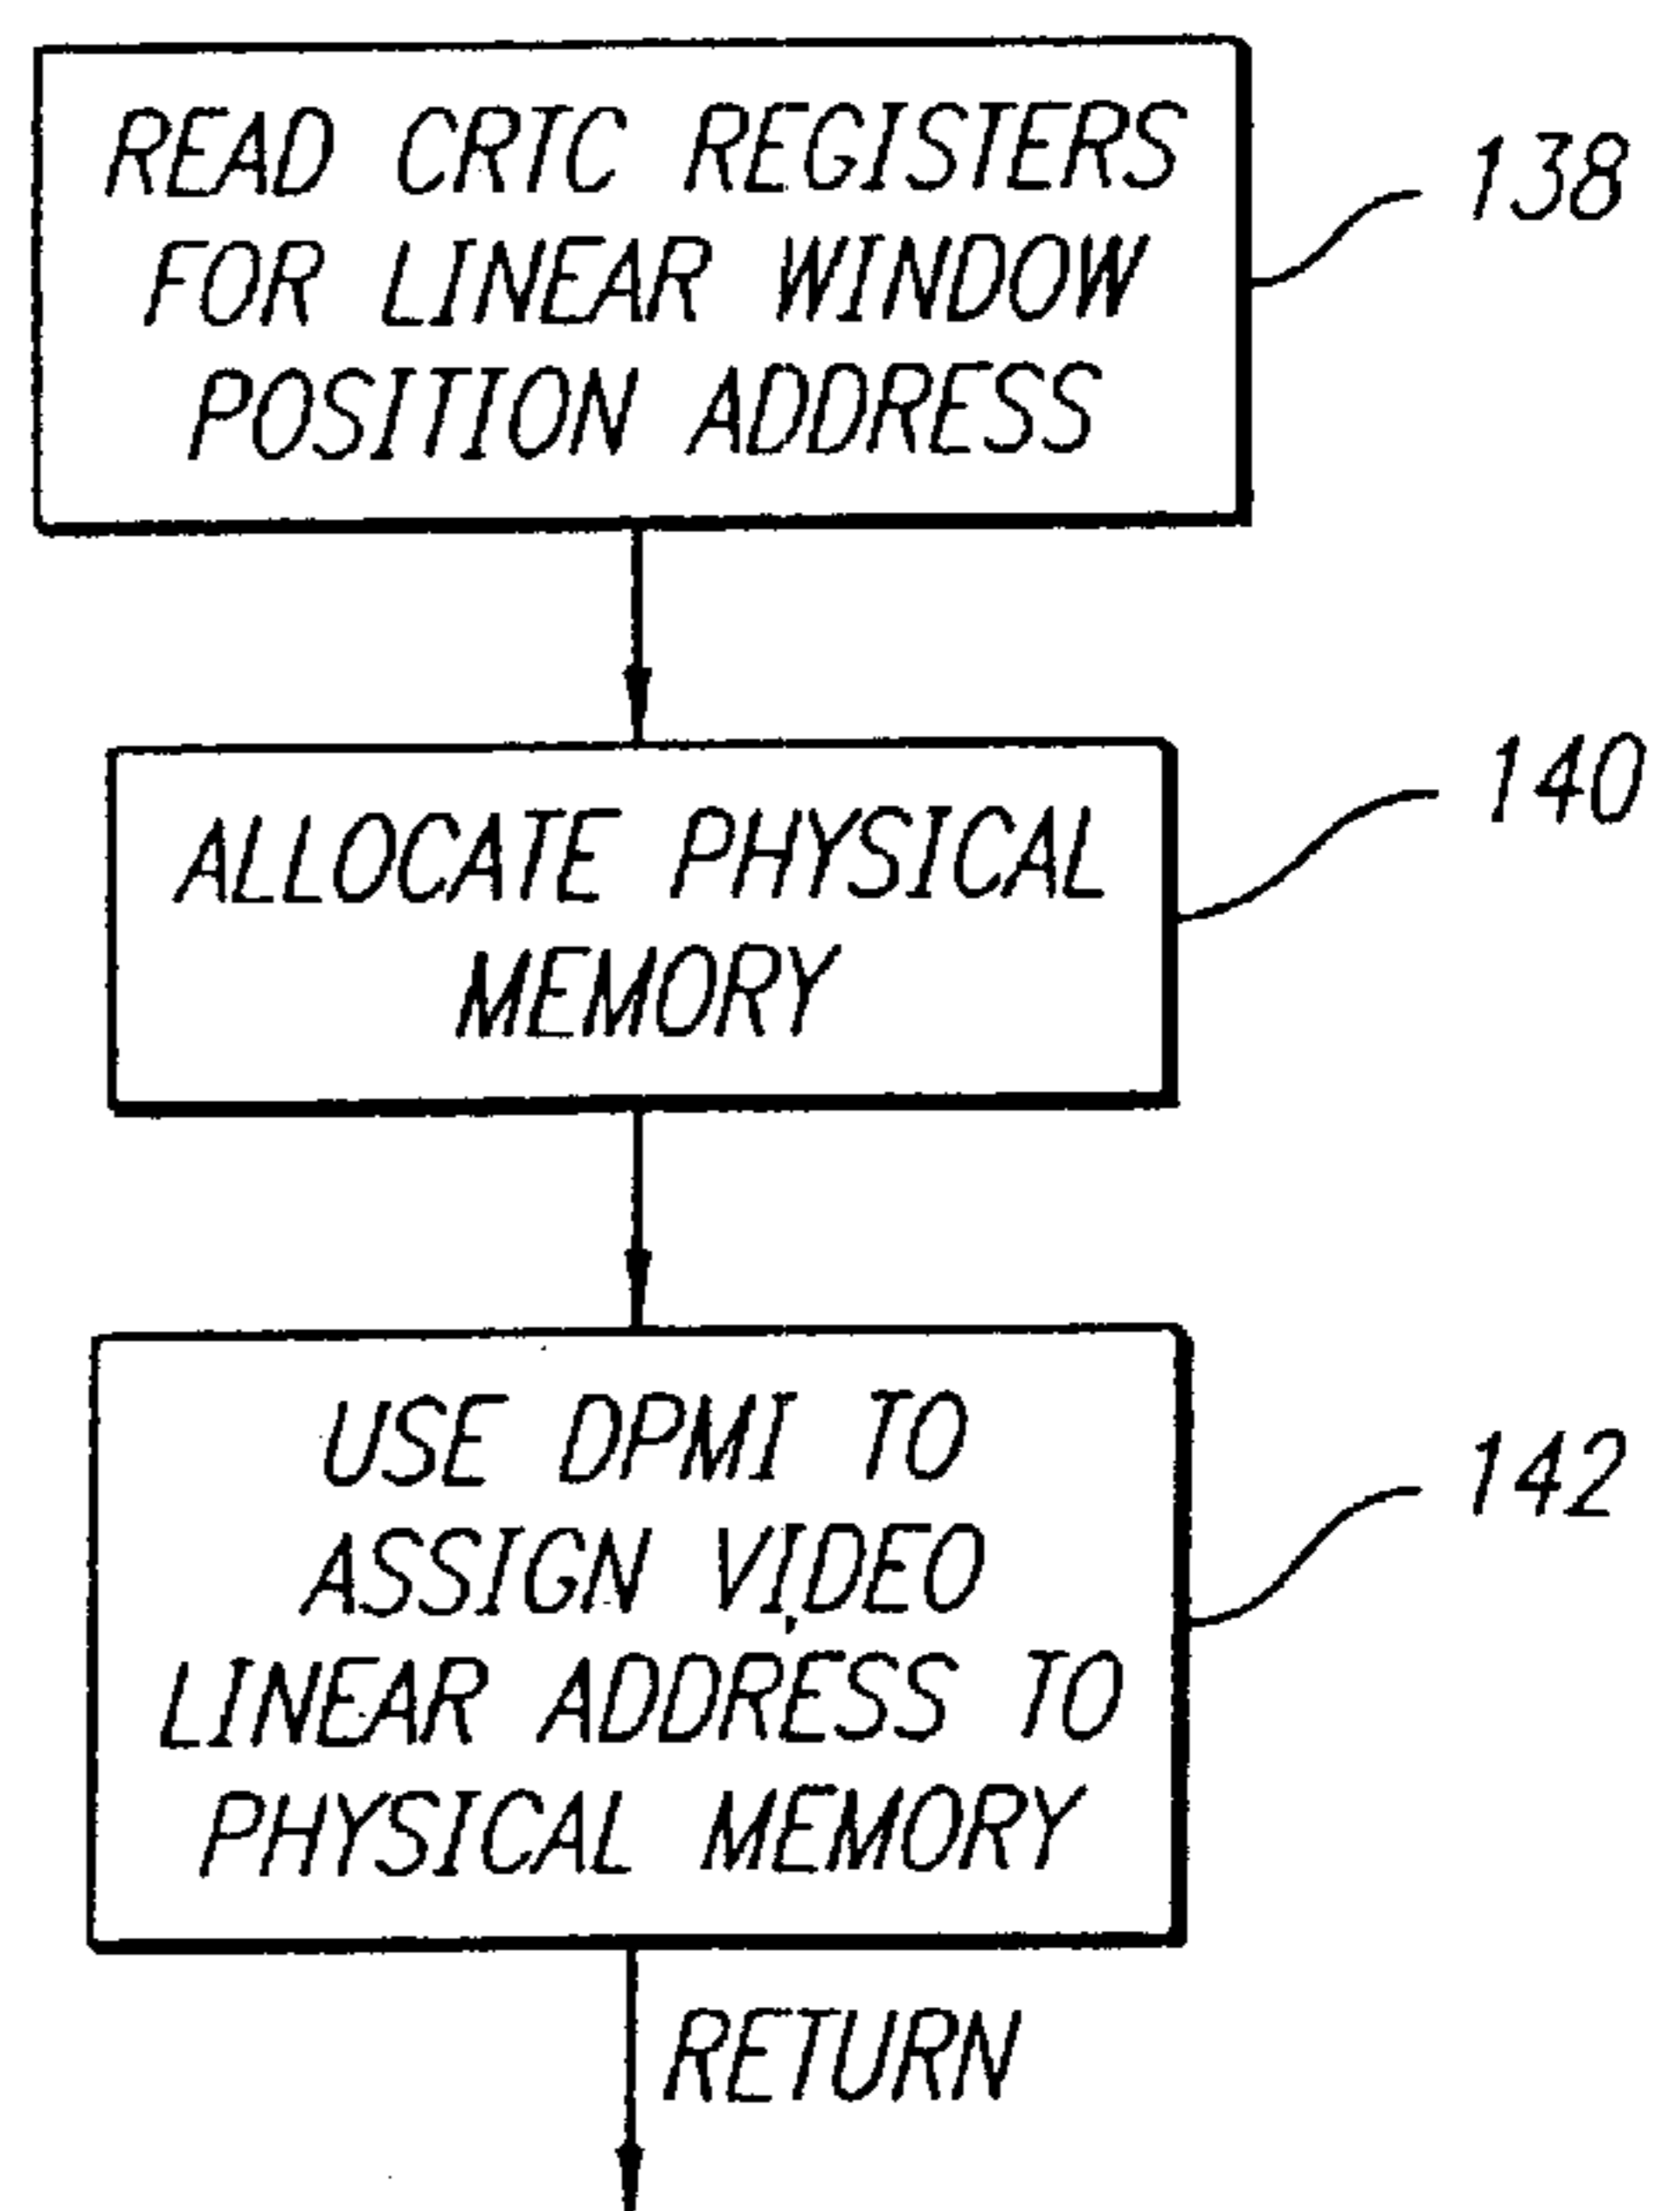 READ CRTC REGISTERS
FOR LINEAR WINDOW
POSITION ADDRESS
138
ALLOCATE PHYSICAL
MEMORY
140
USE DPMI TO
ASSIGN VIDEO
LINEAR ADDRESS TO
PHYSICAL MEMORY
142
RETURN